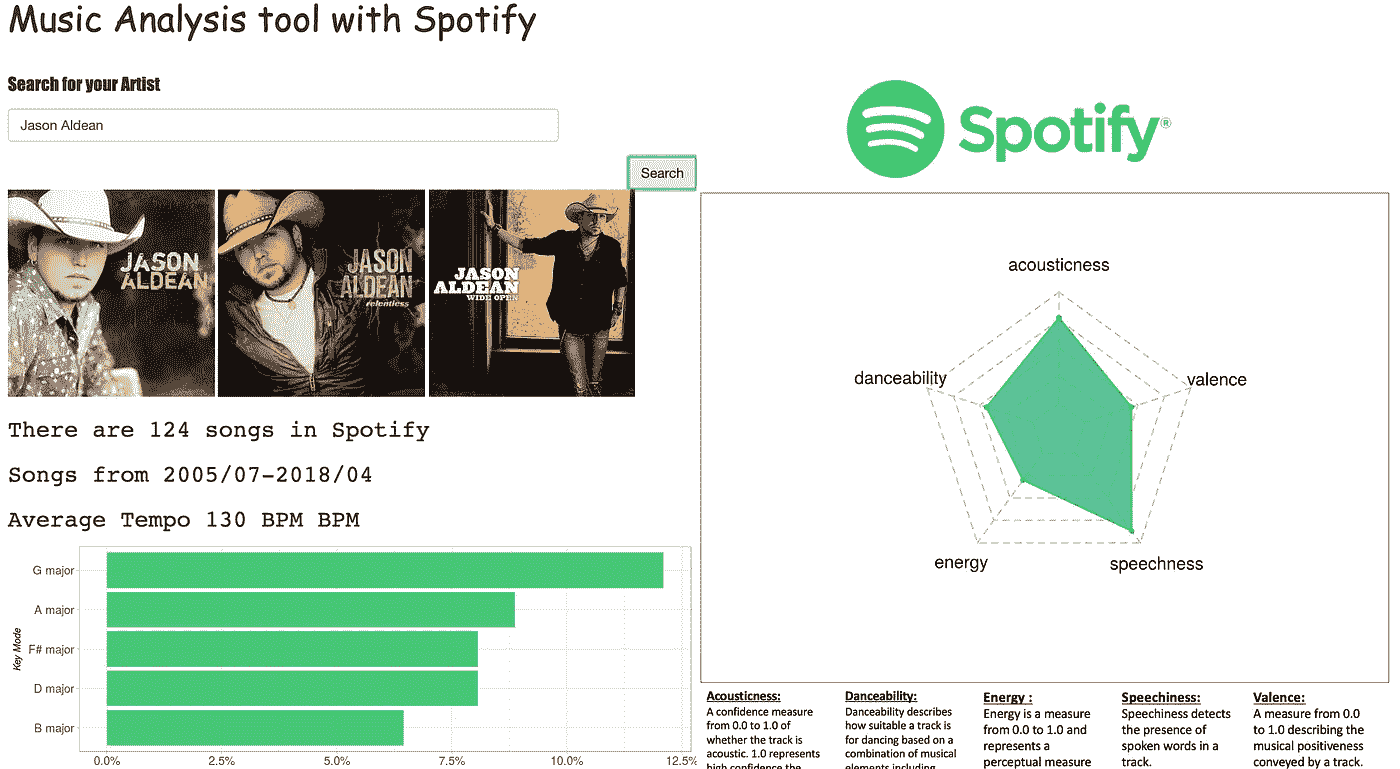 Music Analysis tool with Spotify
Search for your Artist
Jason Aldean
Search
Spotify®
JASON
ALDEAN
JASON
ALDEAN
relentless
JASON
ALDEAN
WIDE OPEN
There are 124 songs in Spotify
Songs from 2005/07-2018/04
Average Tempo 130 BPM BPM
Key Mode
G major
A major
F# major
D major
B major
0.0%
2.5%
5.0%
7.5%
10.0%
12.5%
acousticness
danceability
valence
energy
speechness
Acousticness:
A confidence measure
from 0.0 to 1.0 of
whether the track is
acoustic. 1.0 represents
high confidence the
Danceability:
Danceability describes
how suitable a track is
for dancing based on a
combination of musical
elements including
Energy :
Energy is a measure
from 0.0 to 1.0 and
represents a
perceptual measure
Speechiness:
Speechiness detects
the presence of
spoken words in a
track.
Valence:
A measure from 0.0
to 1.0 describing the
musical positiveness
conveyed by a track.